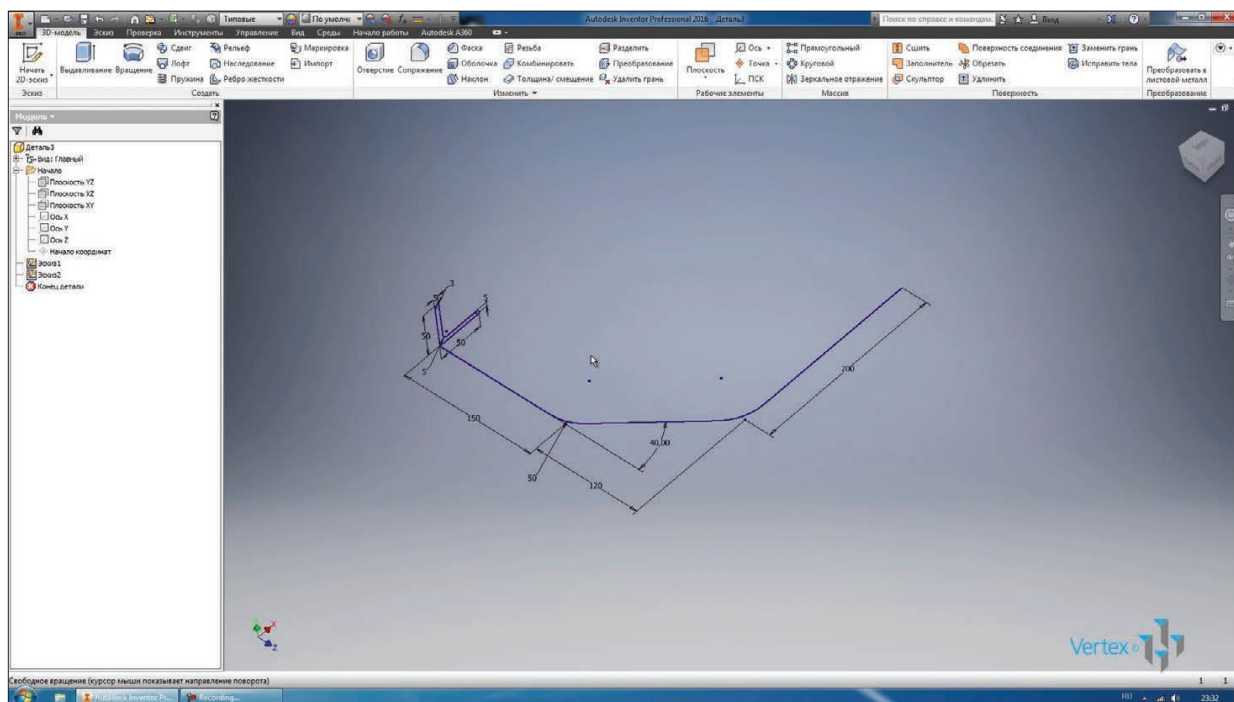 Типовые
По умолч
Autodesk Inventor Professional 2016 Деталь3
Поиск по справке и командам.
Вход
PRO
3D-модель Эскиз Проверка Инструменты Управление Вид Среды Начало работы Autodesk A360
Начать 2D-эскиз
Выдавливание Вращение
Сдвиг Рельеф Маркировка
Лофт Наследование Импорт
Пружина Ребро жесткости
Отверстие Сопряжение
Фаска Резьба Разделить
Оболочка Комбинировать Преобразование
Наклон Толщина/ смещение Удалить грань
Плоскость
Ось
Точка
ПСК
Прямоугольный
Круговой
Зеркальное отражение
Сшить Поверхность соединения Заменить грань
Заполнитель Обрезать Исправить тела
Скульптор Удлинить
Преобразовать в листовой металл
Эскиз Создать Изменить Рабочие элементы Массив Поверхность Преобразование
Модель
Деталь3
Вид: Главный
Начало
Плоскость YZ
Плоскость XZ
Плоскость XY
Ось X
Ось Y
Ось Z
Начало координат
Эскиз1
Эскиз2
Конец детали
3
5
50
50
5
200
150
40,00
50
120
X
Z
Vertex
Свободное вращение (курсор мыши показывает направление поворота)
1 1
Autodesk Inventor Pr...
Recording...
RU
23:32